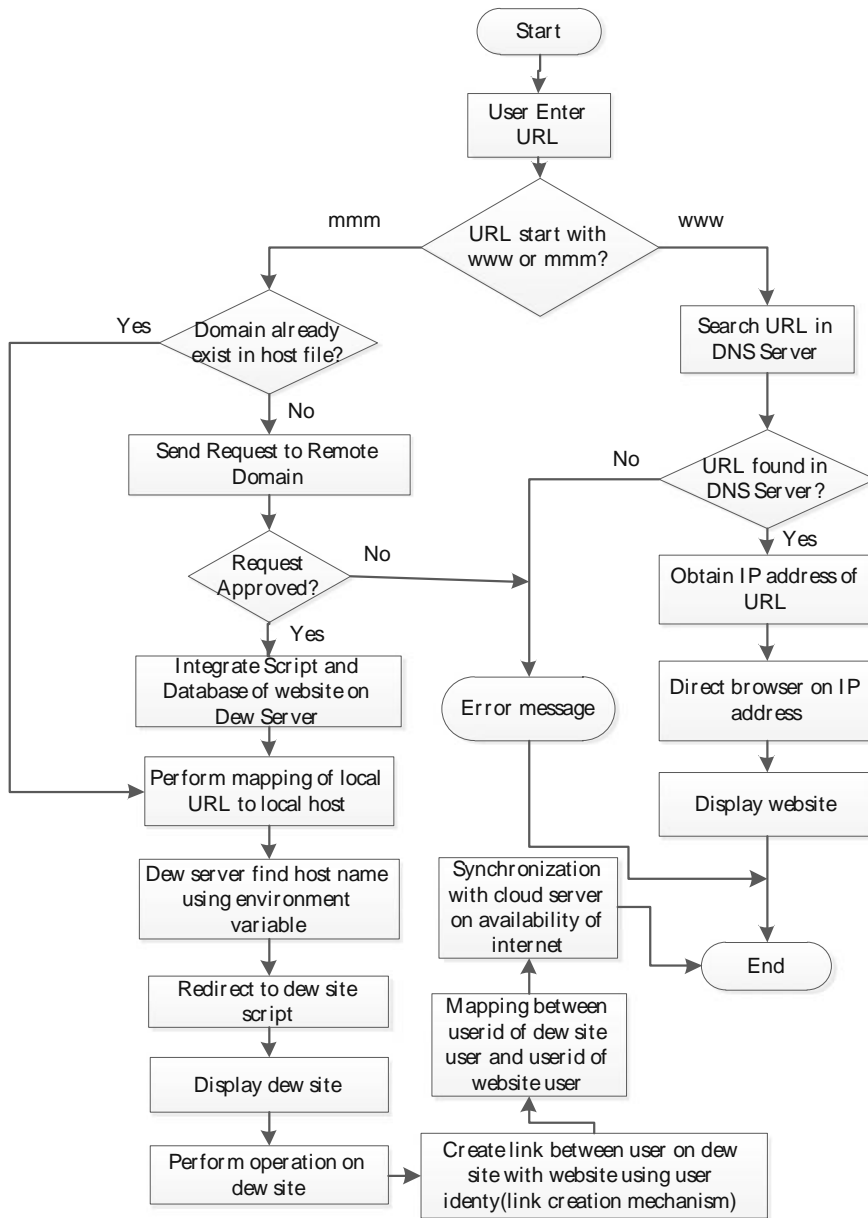 Start
User Enter
URL
mmm
www
URL start with
www or mmm?
Yes
Domain already
exist in host file?
Search URL in
DNS Server
No
Send Request to Remote
Domain
No
URL found in
DNS Server?
Yes
Request
Approved?
No
Obtain IP address of
URL
Yes
Integrate Script and
Database of website on
Dew Server
Error message
Direct browser on IP
address
Perform mapping of local
URL to local host
Display website
Dew server find host name
using environment
variable
Synchronization
with cloud server
on availability of
internet
End
Redirect to dew site
script
Mapping between
userid of dew site
user and userid of
website user
Display dew site
Perform operation on
dew site
Create link between user on dew
site with website using user
identy(link creation mechanism)